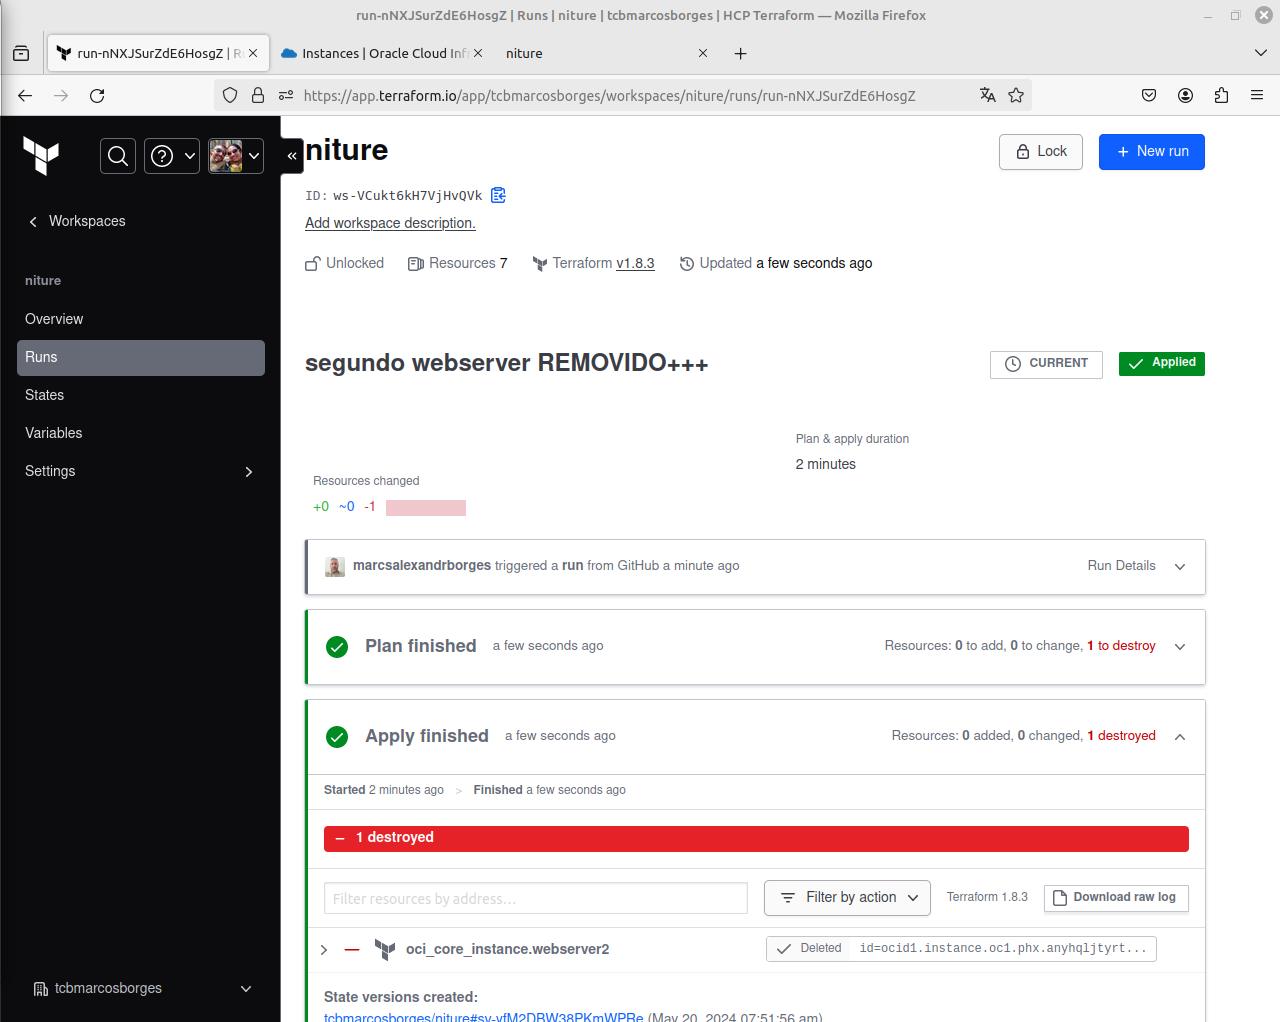 run-nNXJSurZdE6HosgZ | Runs | niture | tcbmarcosborges | HCP Terraform — Mozilla Firefox
run-nNXJSurZdE6HosgZ | R
Instances | Oracle Cloud Inf
niture
https://app.terraform.io/app/tcbmarcosborges/workspaces/niture/runs/run-nNXJSurZdE6HosgZ
niture
Lock
+ New run
ID: ws-VCukt6kH7VjHvQVk
Workspaces
Add workspace description.
Unlocked Resources 7 Terraform v1.8.3 Updated a few seconds ago
niture
Overview
Runs
States
Variables
Settings
segundo webserver REMOVIDO+++
CURRENT
Applied
Plan & apply duration
2 minutes
Resources changed
+0 ~0 -1
marcsalexandrborges triggered a run from GitHub a minute ago
Run Details
Plan finished a few seconds ago
Resources: 0 to add, 0 to change, 1 to destroy
Apply finished a few seconds ago
Resources: 0 added, 0 changed, 1 destroyed
Started 2 minutes ago > Finished a few seconds ago
− 1 destroyed
Filter resources by address…
Filter by action
Terraform 1.8.3
Download raw log
oci_core_instance.webserver2
Deleted
id=ocid1.instance.oc1.phx.anyhqljtyrt...
State versions created:
tcbmarcosborges/niture#sv-vfM2DBW38PKmWPRe (May 20, 2024 07:51:56 am)
tcbmarcosborges